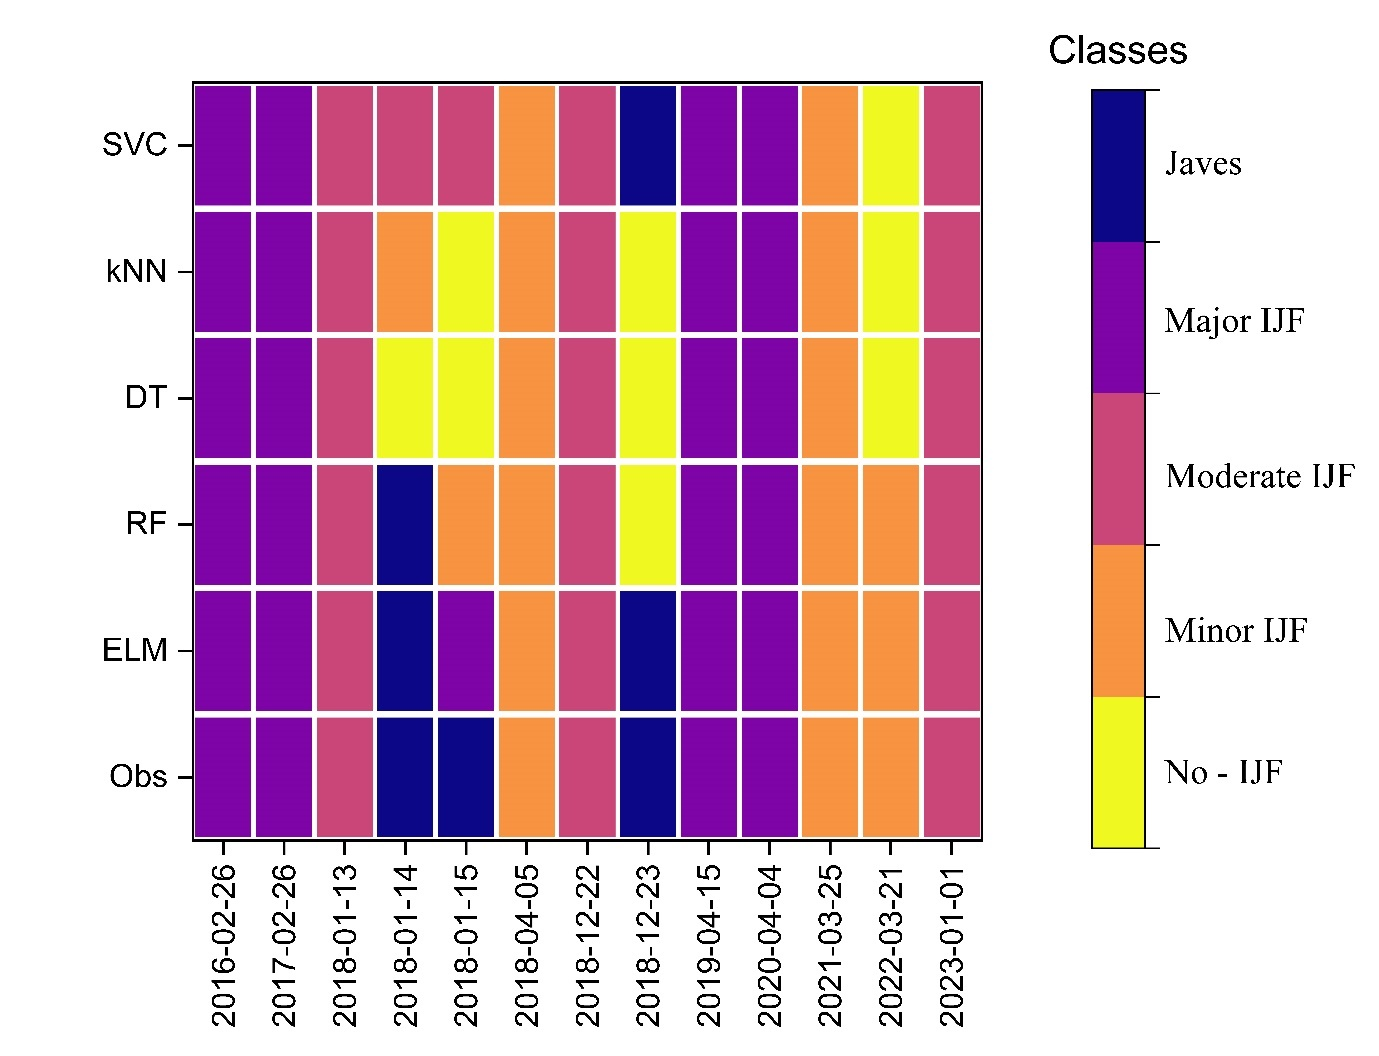 Classes
SVC
kNN
DT
RF
ELM
Obs
Javes
Major IJF
Moderate IJF
Minor IJF
No - IJF
2016-02-26
2017-02-26
2018-01-13
2018-01-14
2018-01-15
2018-04-05
2018-12-22
2018-12-23
2019-04-15
2020-04-04
2021-03-25
2022-03-21
2023-01-01